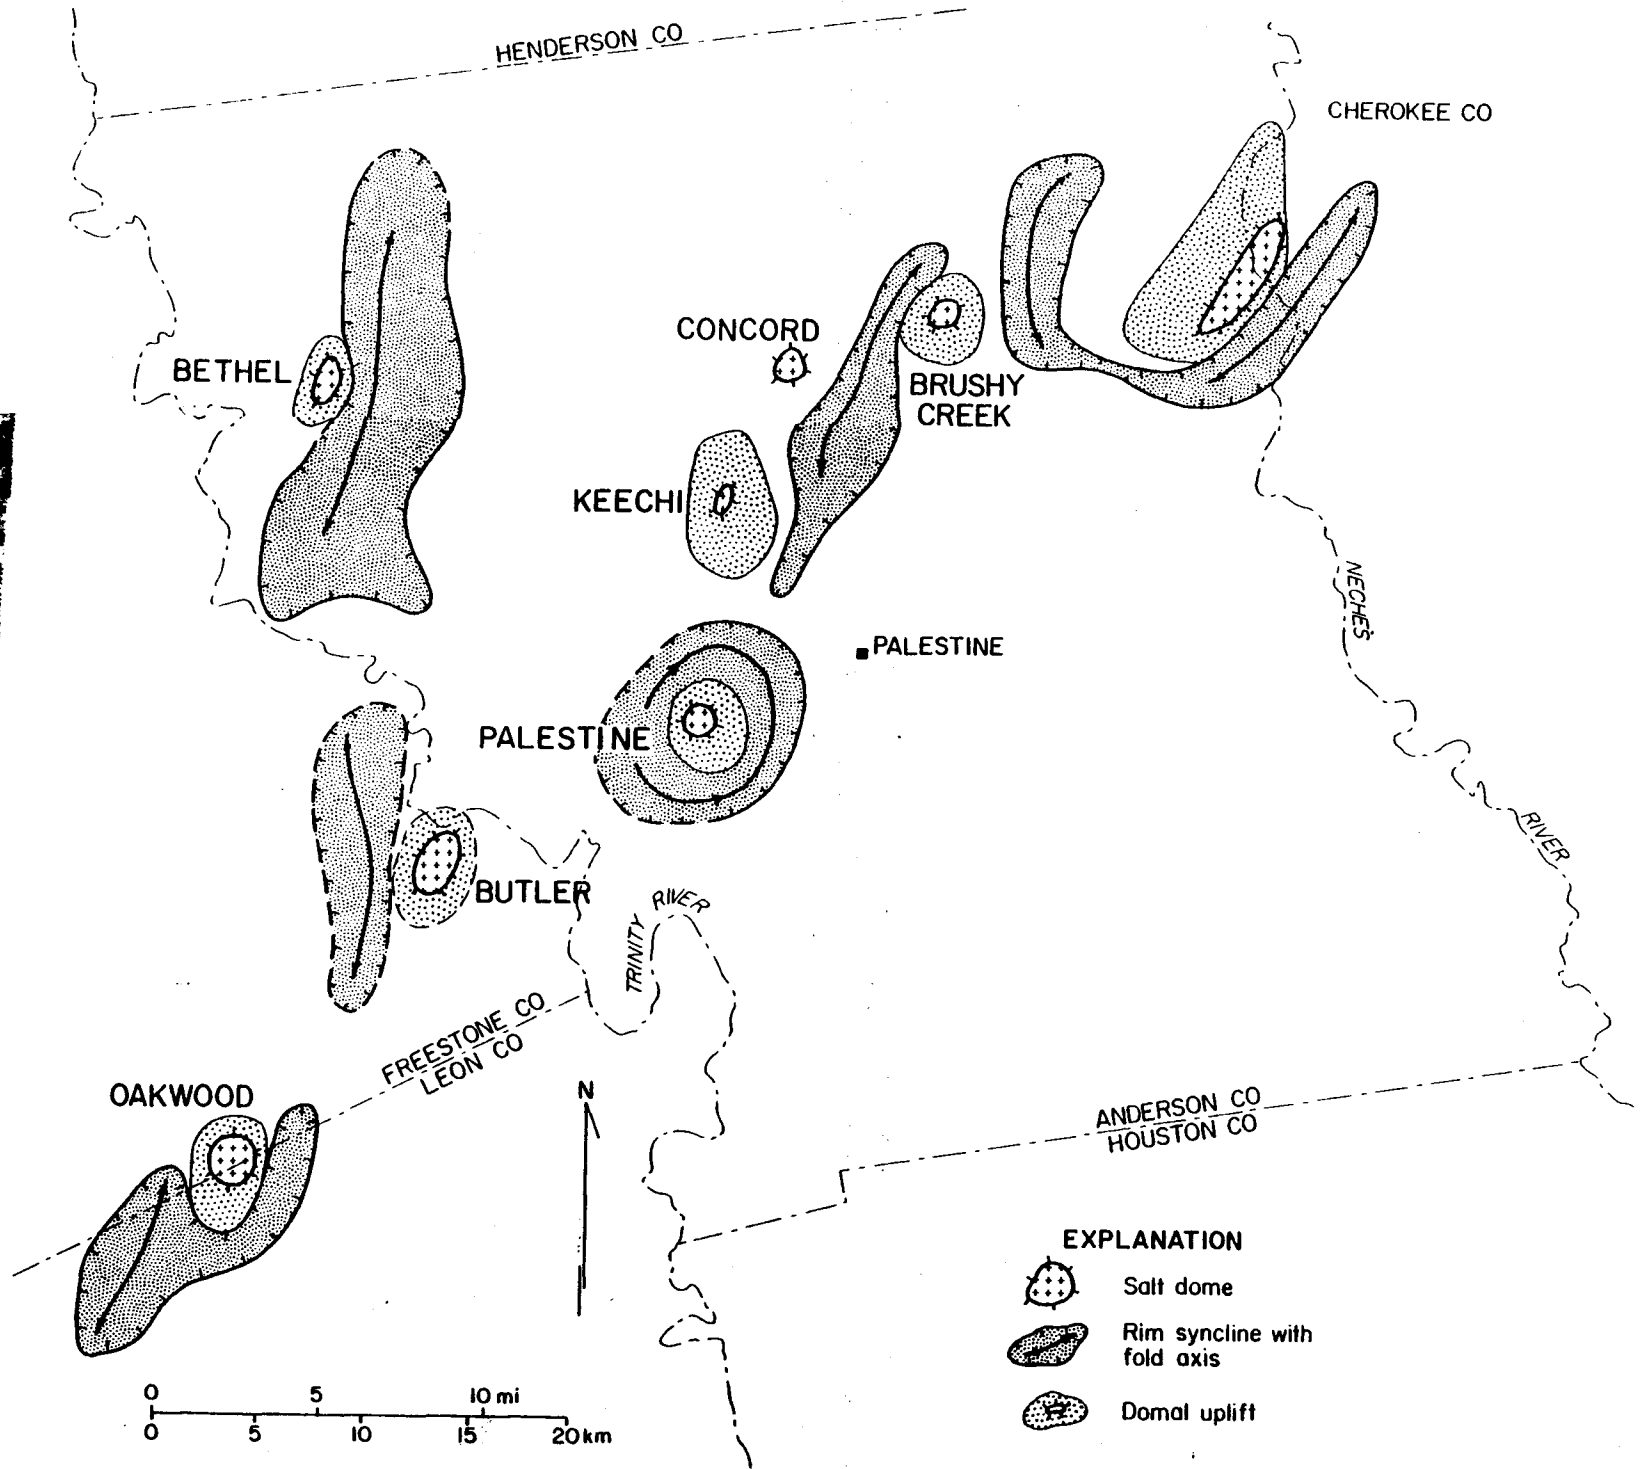 HENDERSON CO
CHEROKEE CO
CONCORD
BETHEL
BRUSHY
CREEK
KEECHI
NECHES
PALESTINE
PALESTINE
RIVER
BUTLER
TRINITY
RIVER
FREESTONE CO
LEON CO
OAKWOOD
N
ANDERSON CO
HOUSTON CO
EXPLANATION
Salt dome
Rim syncline with
fold axis
Domal uplift
0 5 10 mi
0 5 10 15 20 km